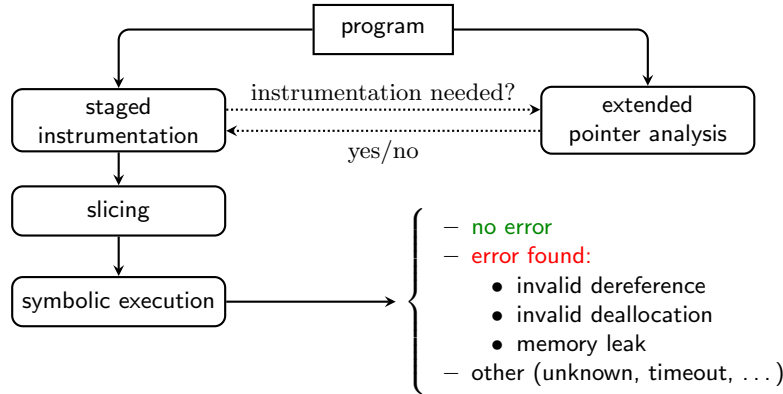 program
staged
instrumentation
instrumentation needed?
yes/no
extended
pointer analysis
slicing
symbolic execution
– no error
– error found:
• invalid dereference
• invalid deallocation
• memory leak
– other (unknown, timeout, . . . )